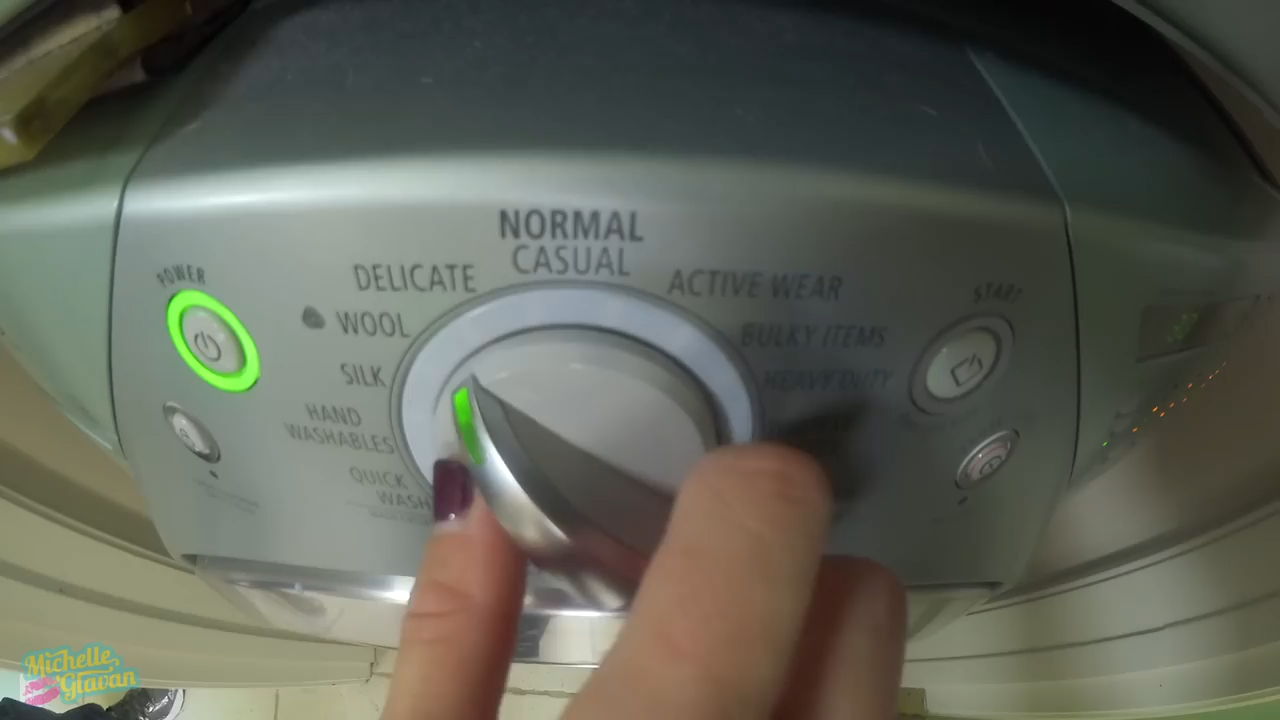 NORMAL
CASUAL
DELICATE
ACTIVE WEAR
POWER
START
WOOL
BULKY ITEMS
SILK
HEAVY DUTY
HAND
WASHABLES
QUICK
WASH
Michelle
Glavan